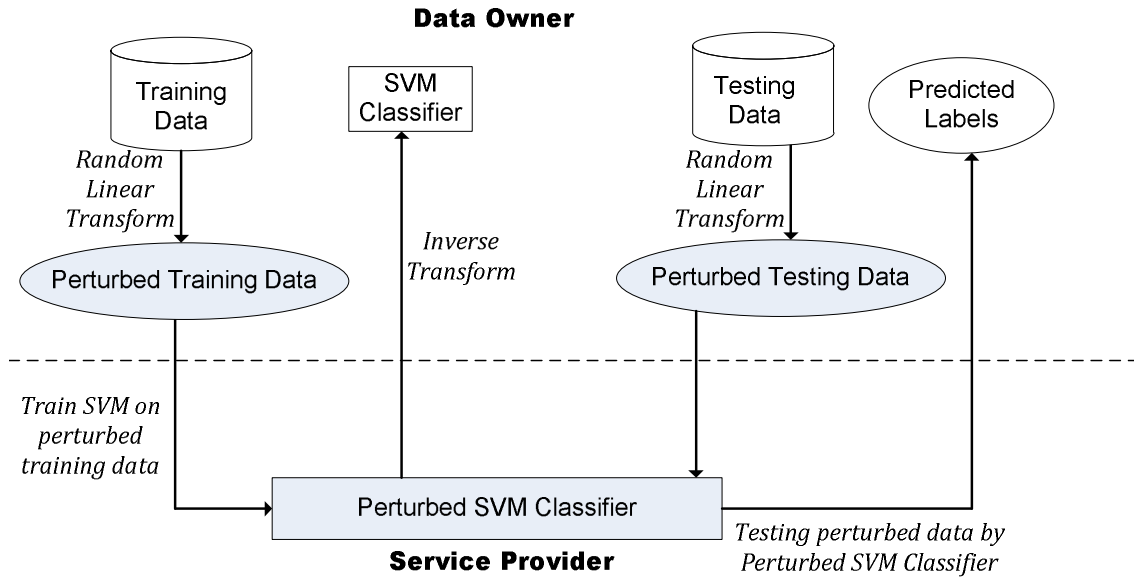 Data Owner
Training
Data
SVM
Classifier
Testing
Data
Predicted
Labels
Random
Linear
Transform
Random
Linear
Transform
Inverse
Transform
Perturbed Training Data
Perturbed Testing Data
Train SVM on
perturbed
training data
Perturbed SVM Classifier
Testing perturbed data by
Perturbed SVM Classifier
Service Provider